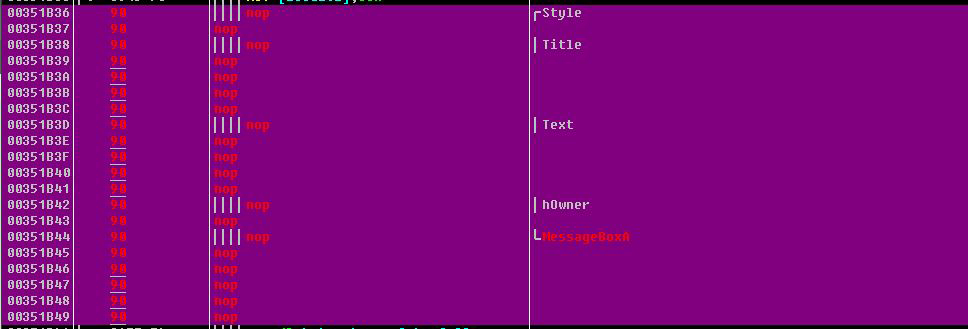 00351B36 90 nop Style
00351B37 90 nop
00351B38 90 nop Title
00351B39 90 nop
00351B3A 90 nop
00351B3B 90 nop
00351B3C 90 nop
00351B3D 90 nop Text
00351B3E 90 nop
00351B3F 90 nop
00351B40 90 nop
00351B41 90 nop
00351B42 90 nop hOwner
00351B43 90 nop
00351B44 90 nop MessageBoxA
00351B45 90 nop
00351B46 90 nop
00351B47 90 nop
00351B48 90 nop
00351B49 90 nop